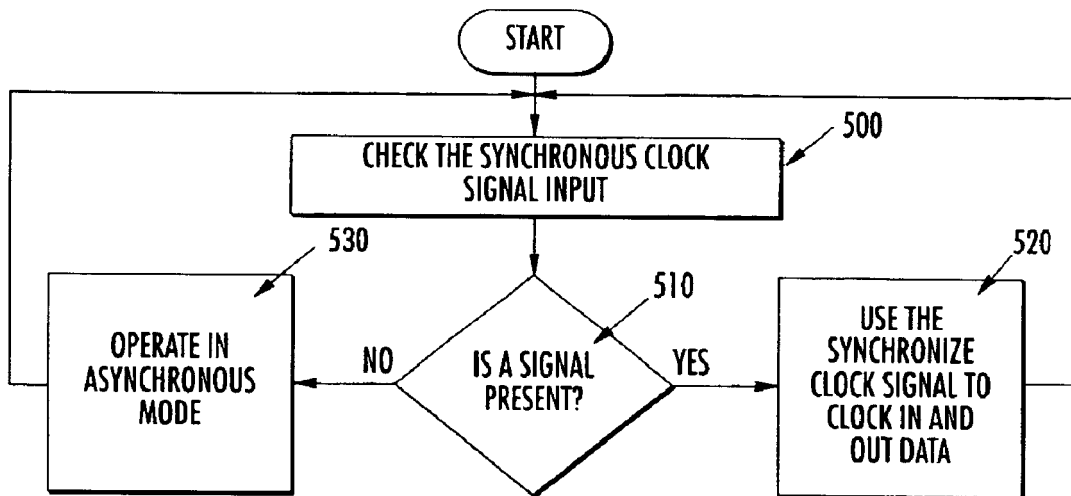 START
500
CHECK THE SYNCHRONOUS CLOCK
SIGNAL INPUT
530
510
520
OPERATE IN
ASYNCHRONOUS
MODE
NO
IS A SIGNAL
PRESENT?
YES
USE THE
SYNCHRONIZE
CLOCK SIGNAL TO
CLOCK IN AND
OUT DATA